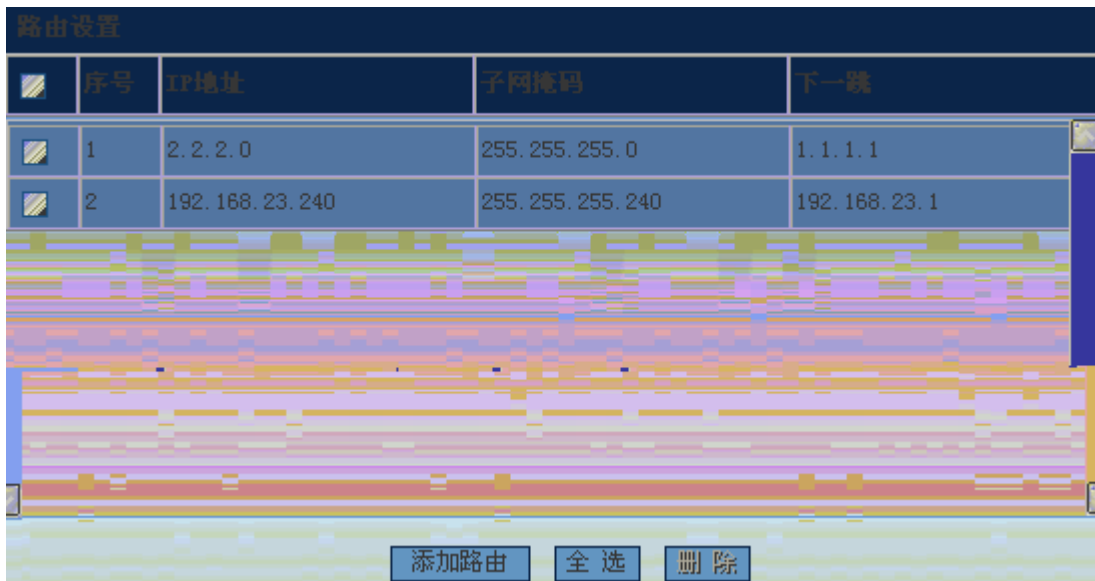 路由设置
序号 IP地址 子网掩码 下一跳
1 2.2.2.0 255.255.255.0 1.1.1.1
2 192.168.23.240 255.255.255.240 192.168.23.1
添加路由 全 选 删 除